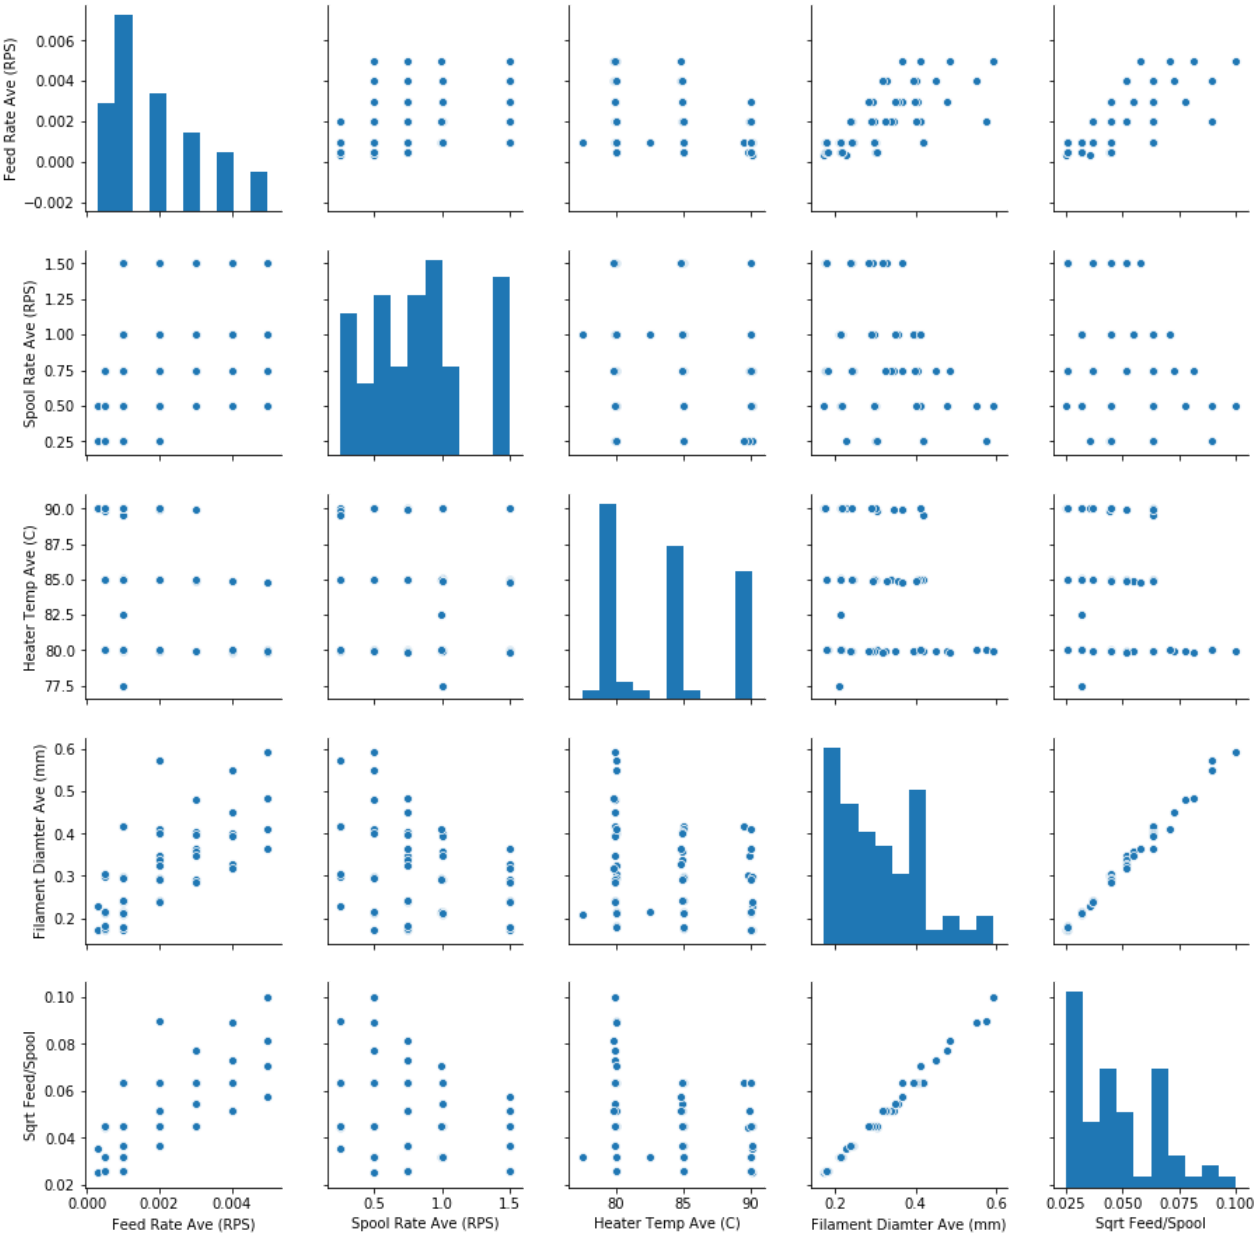 Feed Rate Ave (RPS)
0.006
0.004
0.002
0.000
−0.002
Spool Rate Ave (RPS)
1.50
1.25
1.00
0.75
0.50
0.25
Heater Temp Ave (C)
90.0
87.5
85.0
82.5
80.0
77.5
Filament Diamter Ave (mm)
0.6
0.5
0.4
0.3
0.2
Sqrt Feed/Spool
0.10
0.08
0.06
0.04
0.02
0.000 0.002 0.004
Feed Rate Ave (RPS)
0.5 1.0 1.5
Spool Rate Ave (RPS)
80 85 90
Heater Temp Ave (C)
0.2 0.4 0.6
Filament Diamter Ave (mm)
0.025 0.050 0.075 0.100
Sqrt Feed/Spool